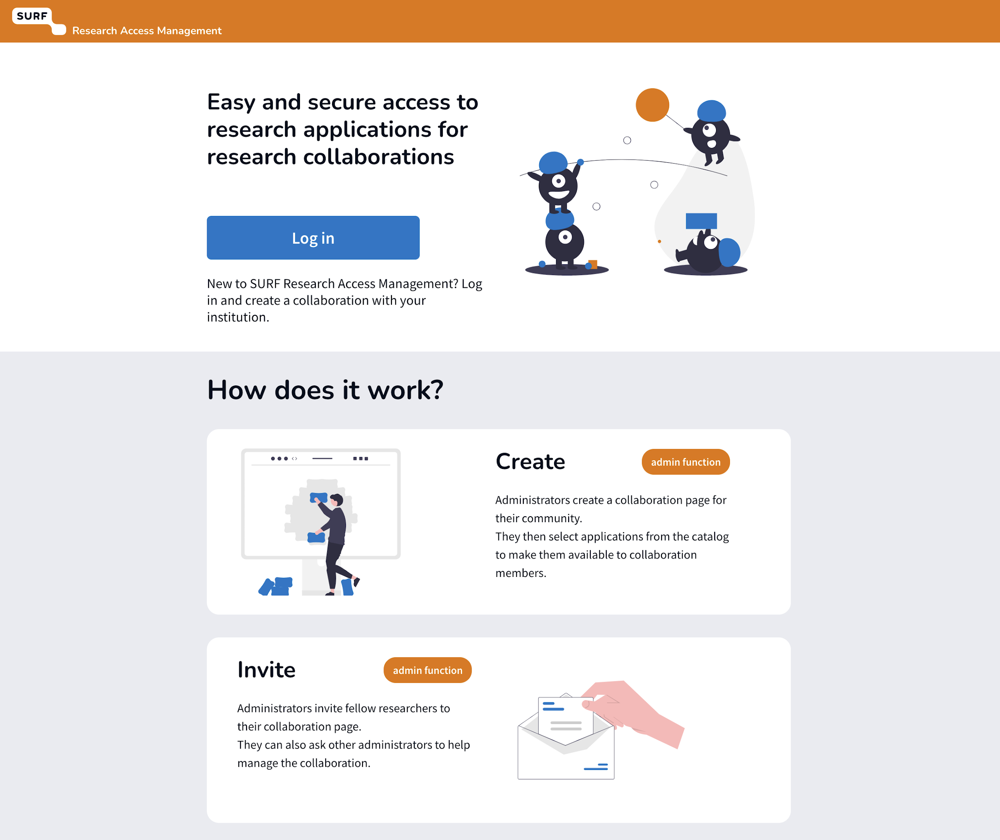 SURF
Research Access Management
Easy and secure access to
research applications for
research collaborations
Log in
New to SURF Research Access Management? Log
in and create a collaboration with your
institution.
How does it work?
Create
admin function
Administrators create a collaboration page for
their community.
They then select applications from the catalog
to make them available to collaboration
members.
Invite
admin function
Administrators invite fellow researchers to
their collaboration page.
They can also ask other administrators to help
manage the collaboration.